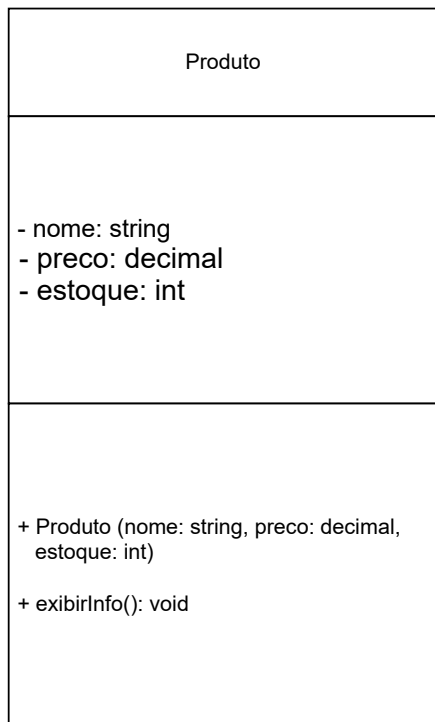 Produto
- nome: string
- preco: decimal
- estoque: int
+ Produto (nome: string, preco: decimal,
estoque: int)
+ exibirInfo(): void